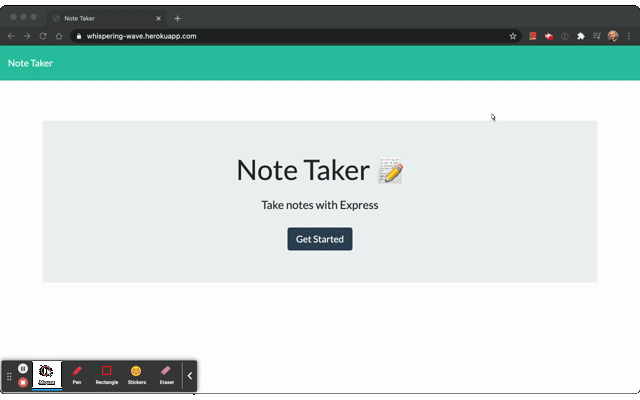 Note Taker
whispering-wave.herokuapp.com
Note Taker
Note Taker
Take notes with Express
Get Started
Pen
Rectangle
Stickers
Eraser